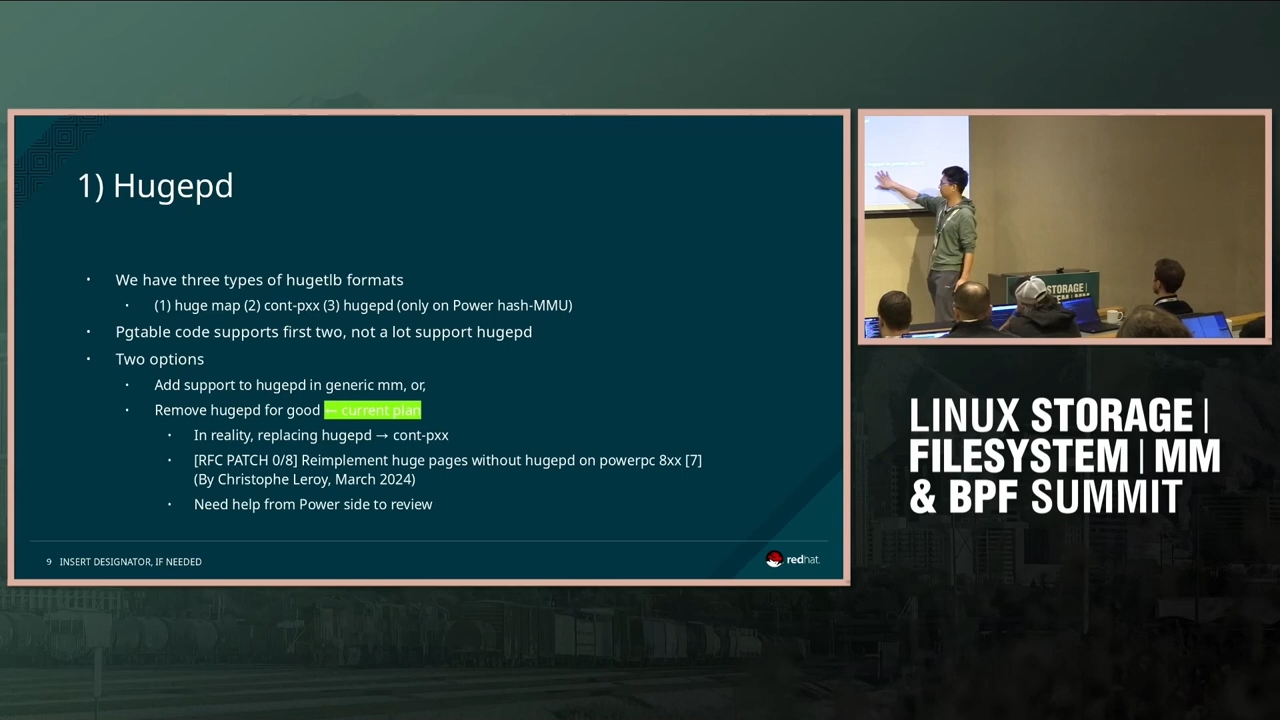 1) Hugepd
· We have three types of hugetlb formats
· (1) huge map (2) cont-pxx (3) hugepd (only on Power hash-MMU)
· Pgtable code supports first two, not a lot support hugepd
· Two options
· Add support to hugepd in generic mm, or,
· Remove hugepd for good ← current plan
· In reality, replacing hugepd → cont-pxx
· [RFC PATCH 0/8] Reimplement huge pages without hugepd on powerpc 8xx [7]
(By Christophe Leroy, March 2024)
· Need help from Power side to review
9 INSERT DESIGNATOR, IF NEEDED
redhat.
STORAGE |
LINUX STORAGE |
FILESYSTEM | MM
& BPF SUMMIT